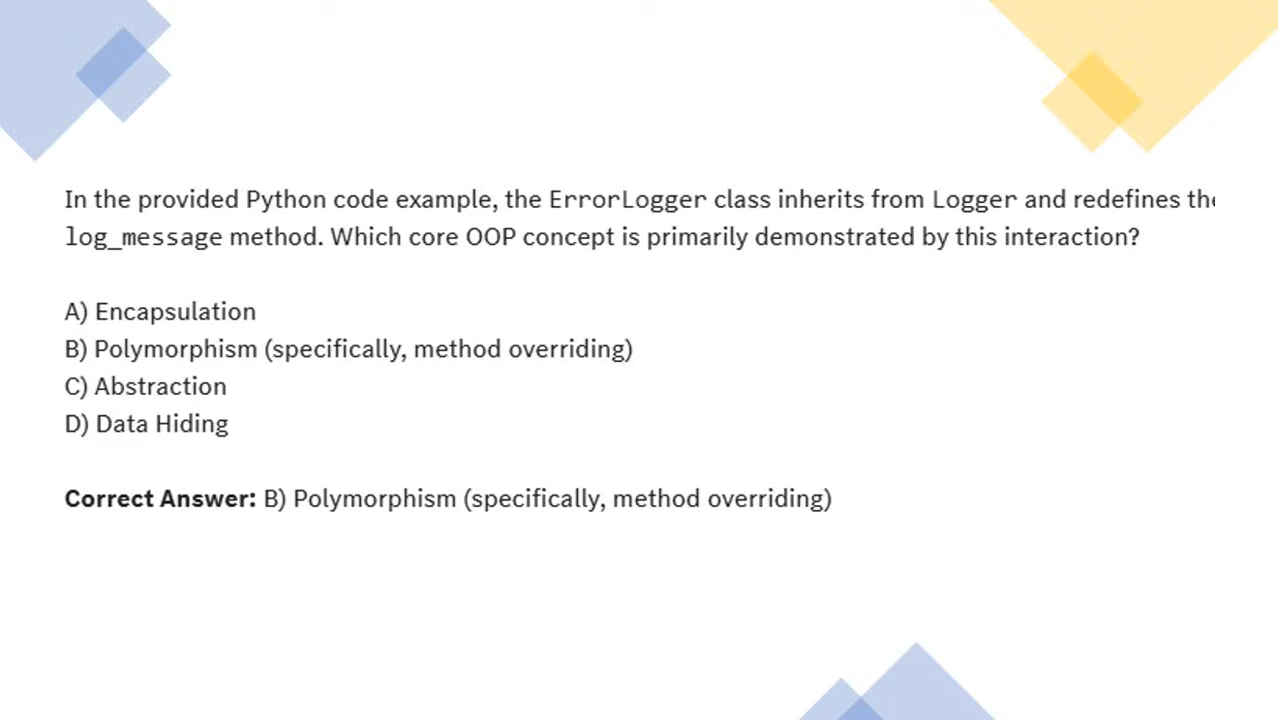 In the provided Python code example, the ErrorLogger class inherits from Logger and redefines
log_message method. Which core OOP concept is primarily demonstrated by this interaction?
A) Encapsulation
B) Polymorphism (specifically, method overriding)
C) Abstraction
D) Data Hiding
Correct Answer: B) Polymorphism (specifically, method overriding)